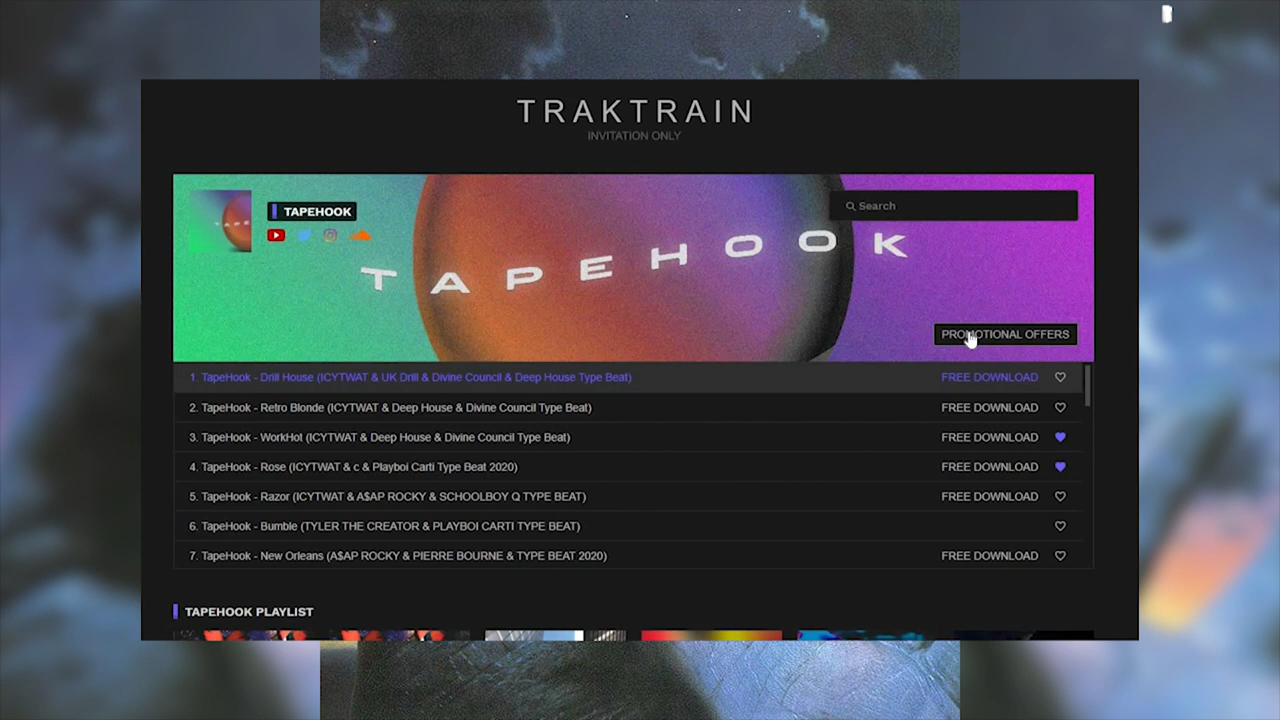 TRAKTRAIN
INVITATION ONLY
TAPEHOOK
Search
TAPEHOOK
PROMOTIONAL OFFERS
1. TapeHook - Drill House (ICYTWAT & UK Drill & Divine Council & Deep House Type Beat) FREE DOWNLOAD
2. TapeHook - Retro Blonde (ICYTWAT & Deep House & Divine Council Type Beat) FREE DOWNLOAD
3. TapeHook - WorkHot (ICYTWAT & Deep House & Divine Council Type Beat) FREE DOWNLOAD
4. TapeHook - Rose (ICYTWAT & c & Playboi Carti Type Beat 2020) FREE DOWNLOAD
5. TapeHook - Razor (ICYTWAT & A$AP ROCKY & SCHOOLBOY Q TYPE BEAT) FREE DOWNLOAD
6. TapeHook - Bumble (TYLER THE CREATOR & PLAYBOI CARTI TYPE BEAT)
7. TapeHook - New Orleans (A$AP ROCKY & PIERRE BOURNE & TYPE BEAT 2020) FREE DOWNLOAD
TAPEHOOK PLAYLIST